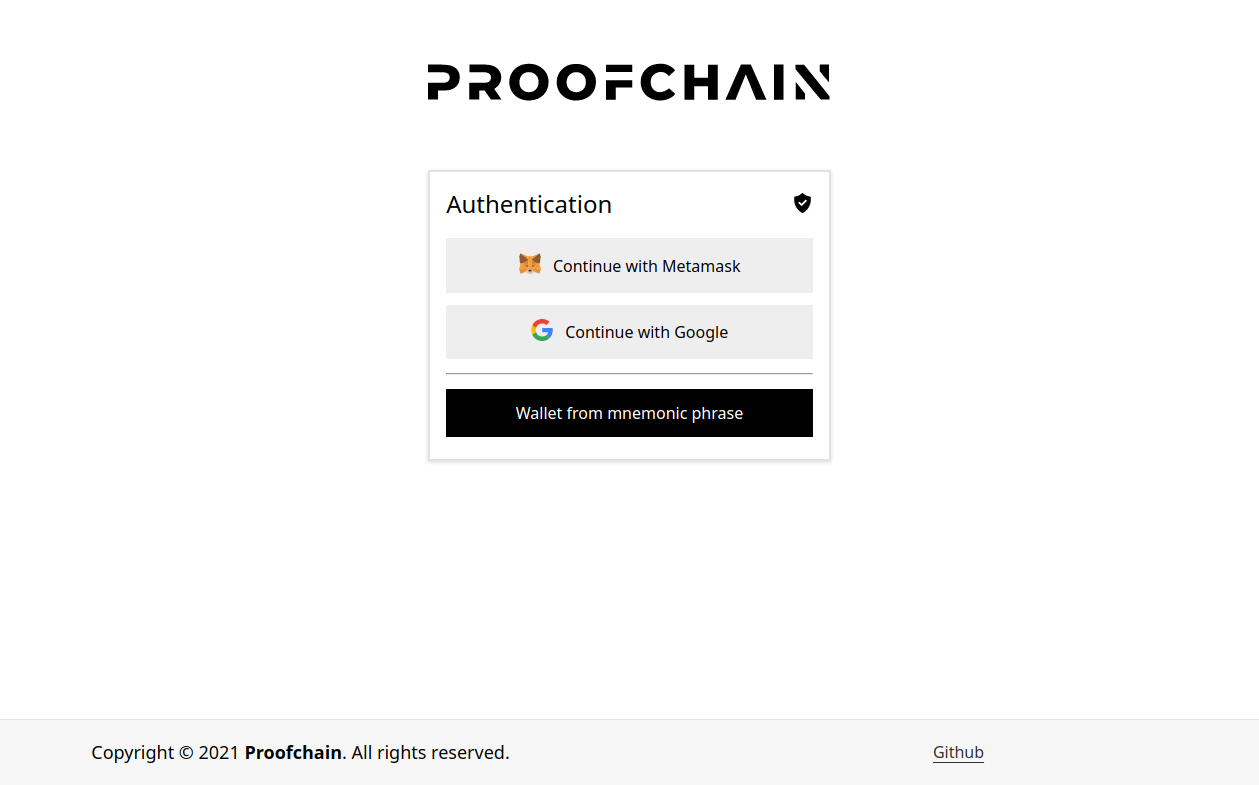 PROOFCHAIN
Authentication
Continue with Metamask
Continue with Google
Wallet from mnemonic phrase
Copyright © 2021 Proofchain. All rights reserved.
Github